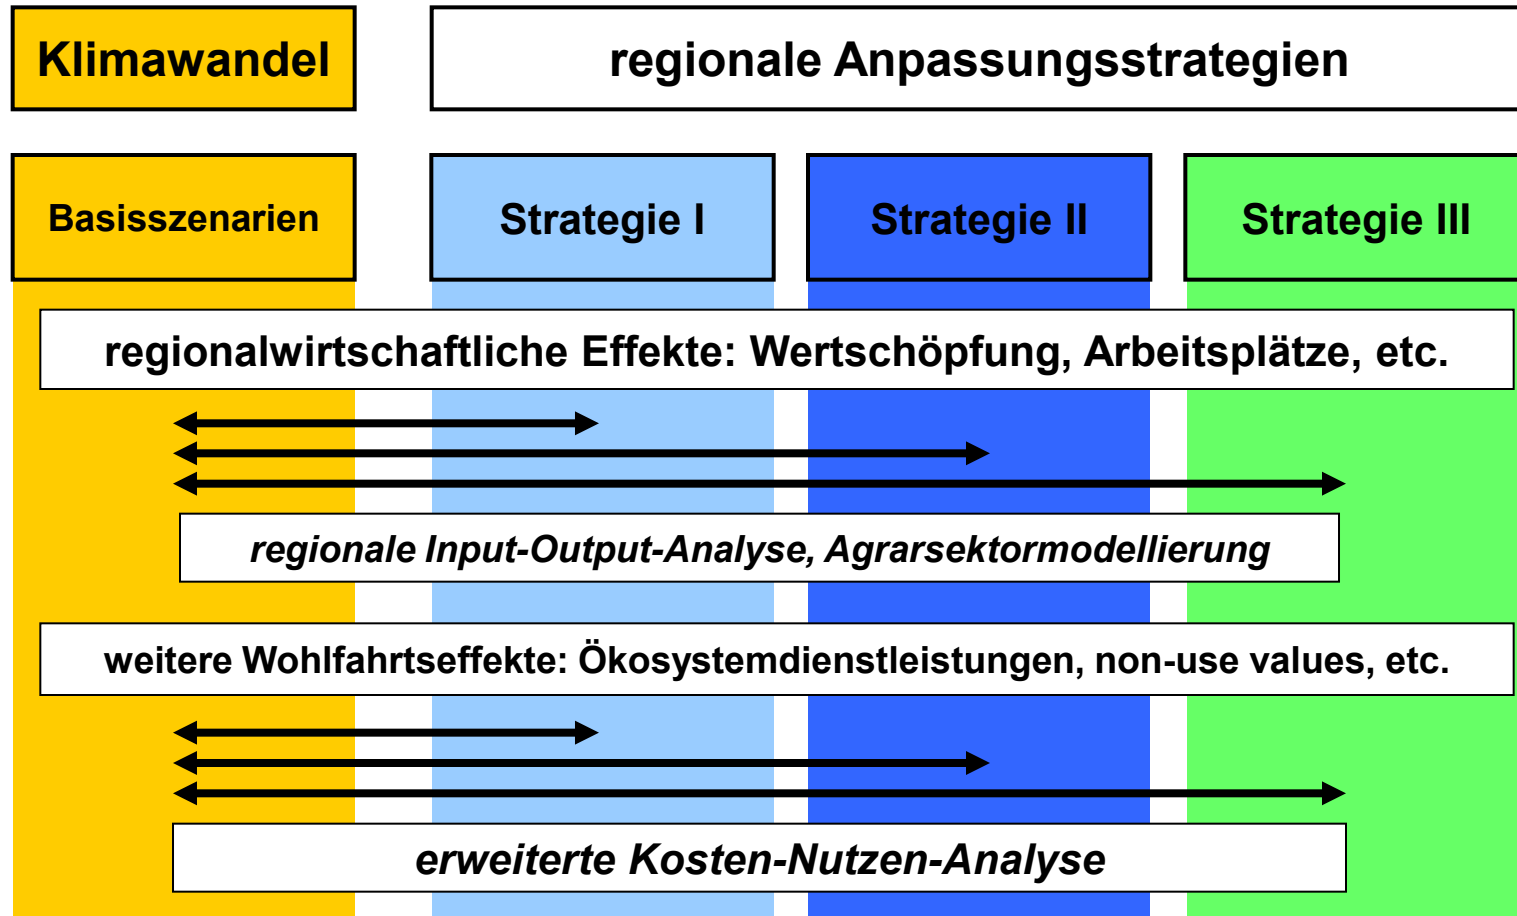 Klimawandel
regionale Anpassungsstrategien
Basisszenarien
Strategie I
Strategie II
Strategie III
regionalwirtschaftliche Effekte: Wertschöpfung, Arbeitsplätze, etc.
regionale Input-Output-Analyse, Agrarsektormodellierung
weitere Wohlfahrtseffekte: Ökosystemdienstleistungen, non-use values, etc.
erweiterte Kosten-Nutzen-Analyse